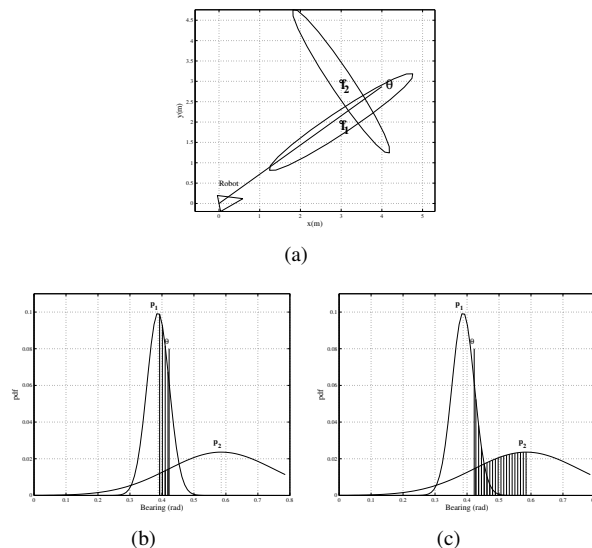 4.5
4
3.5
3
2.5
2
1.5
1
0.5
0
y(m)
f2
θ
f1
Robot
0 1 2 3 4 5
x(m)
(a)
p1
θ
p2
0.1
0.08
0.06
0.04
0.02
0
pdf
0 0.1 0.2 0.3 0.4 0.5 0.6 0.7 0.8
Bearing (rad)
(b)
p1
θ
p2
0.1
0.08
0.06
0.04
0.02
0
pdf
0 0.1 0.2 0.3 0.4 0.5 0.6 0.7
Bearing (rad)
(c)